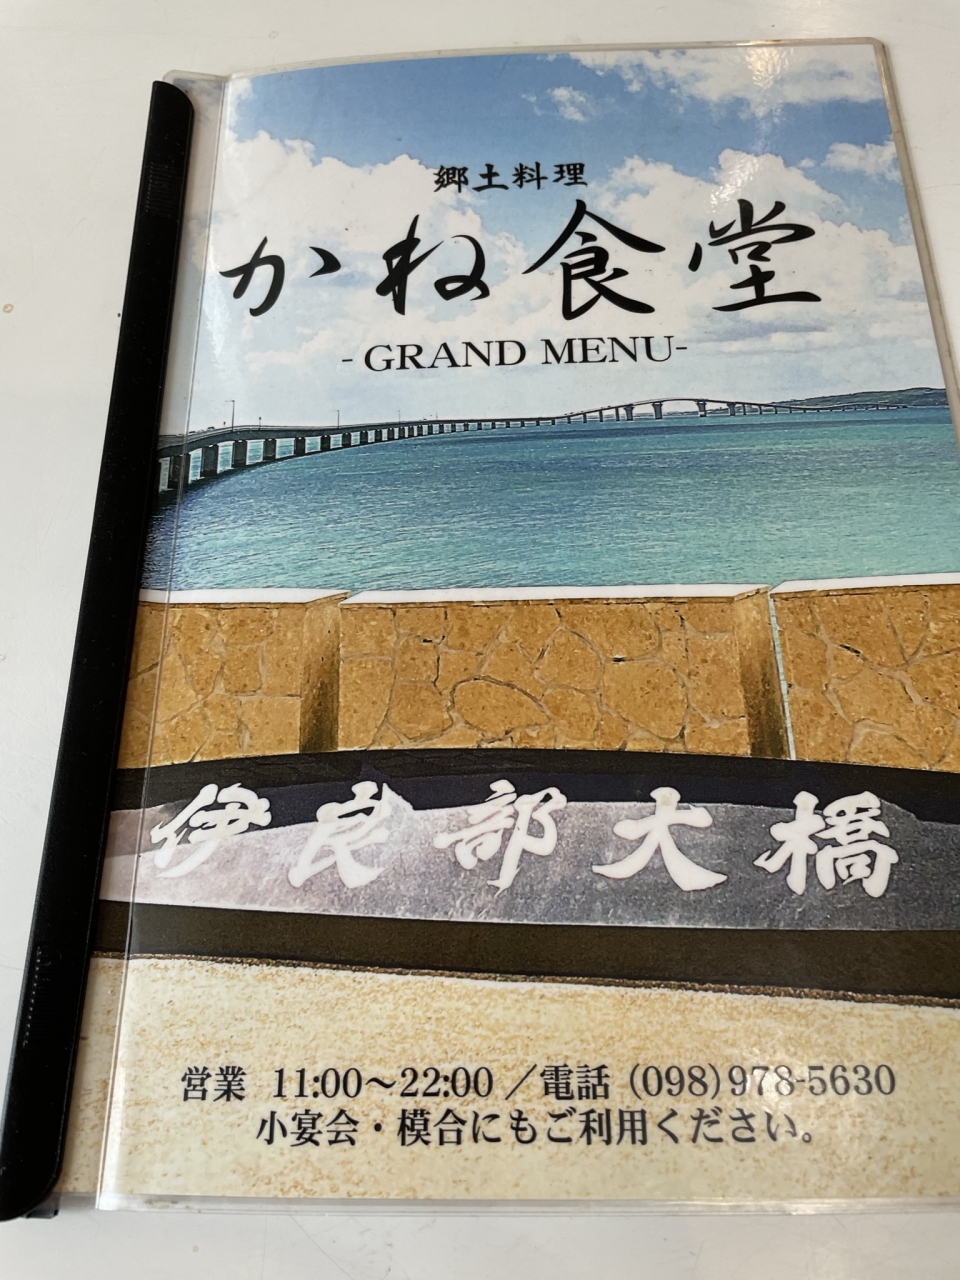 郷土料理
かね食堂
-GRAND MENU-
伊良部大橋
営業 11:00～22:00 ／電話 (098)978-5630
小宴会・模合にもご利用ください。